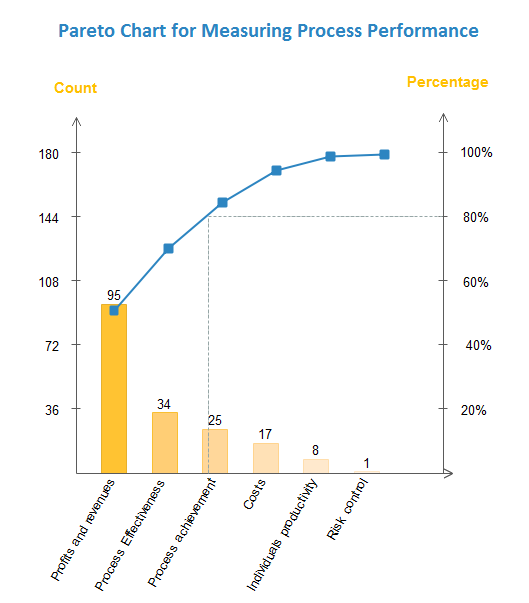 Pareto Chart for Measuring Process Performance
Count
Percentage
180
144
108
72
36
100%
80%
60%
40%
20%
95
34
25
17
8
1
Profits and revenues
Process Effectiveness
Process achievement
Costs
Individuals productivity
Risk control